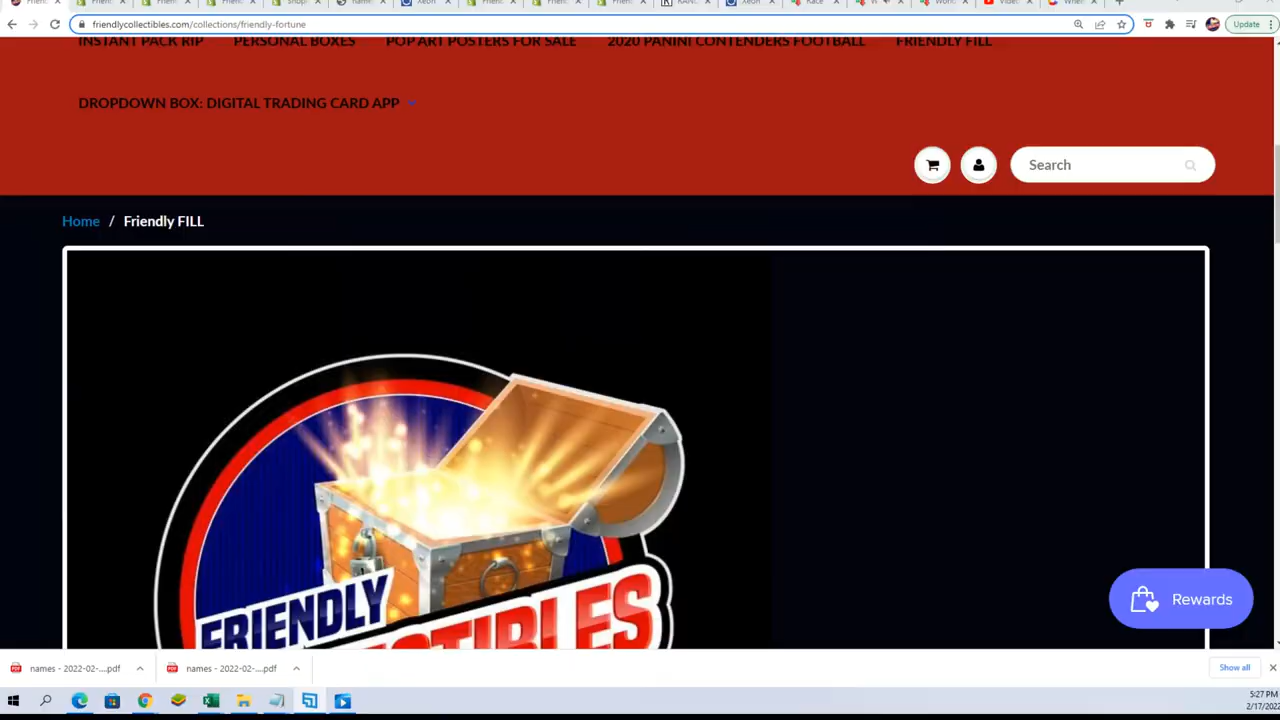 friendlycollectibles.com/collections/friendly-fortune
Update
INSTANT PACK RIP PERSONAL BOXES POP ART POSTERS FOR SALE 2020 PANINI CONTENDERS FOOTBALL FRIENDLY FILL
DROPDOWN BOX: DIGITAL TRADING CARD APP
Search
Home / Friendly FILL
FRIENDLY
Rewards
names - 2022-02-....pdf
names - 2022-02-....pdf
Show all
5:27 PM
2/17/2022